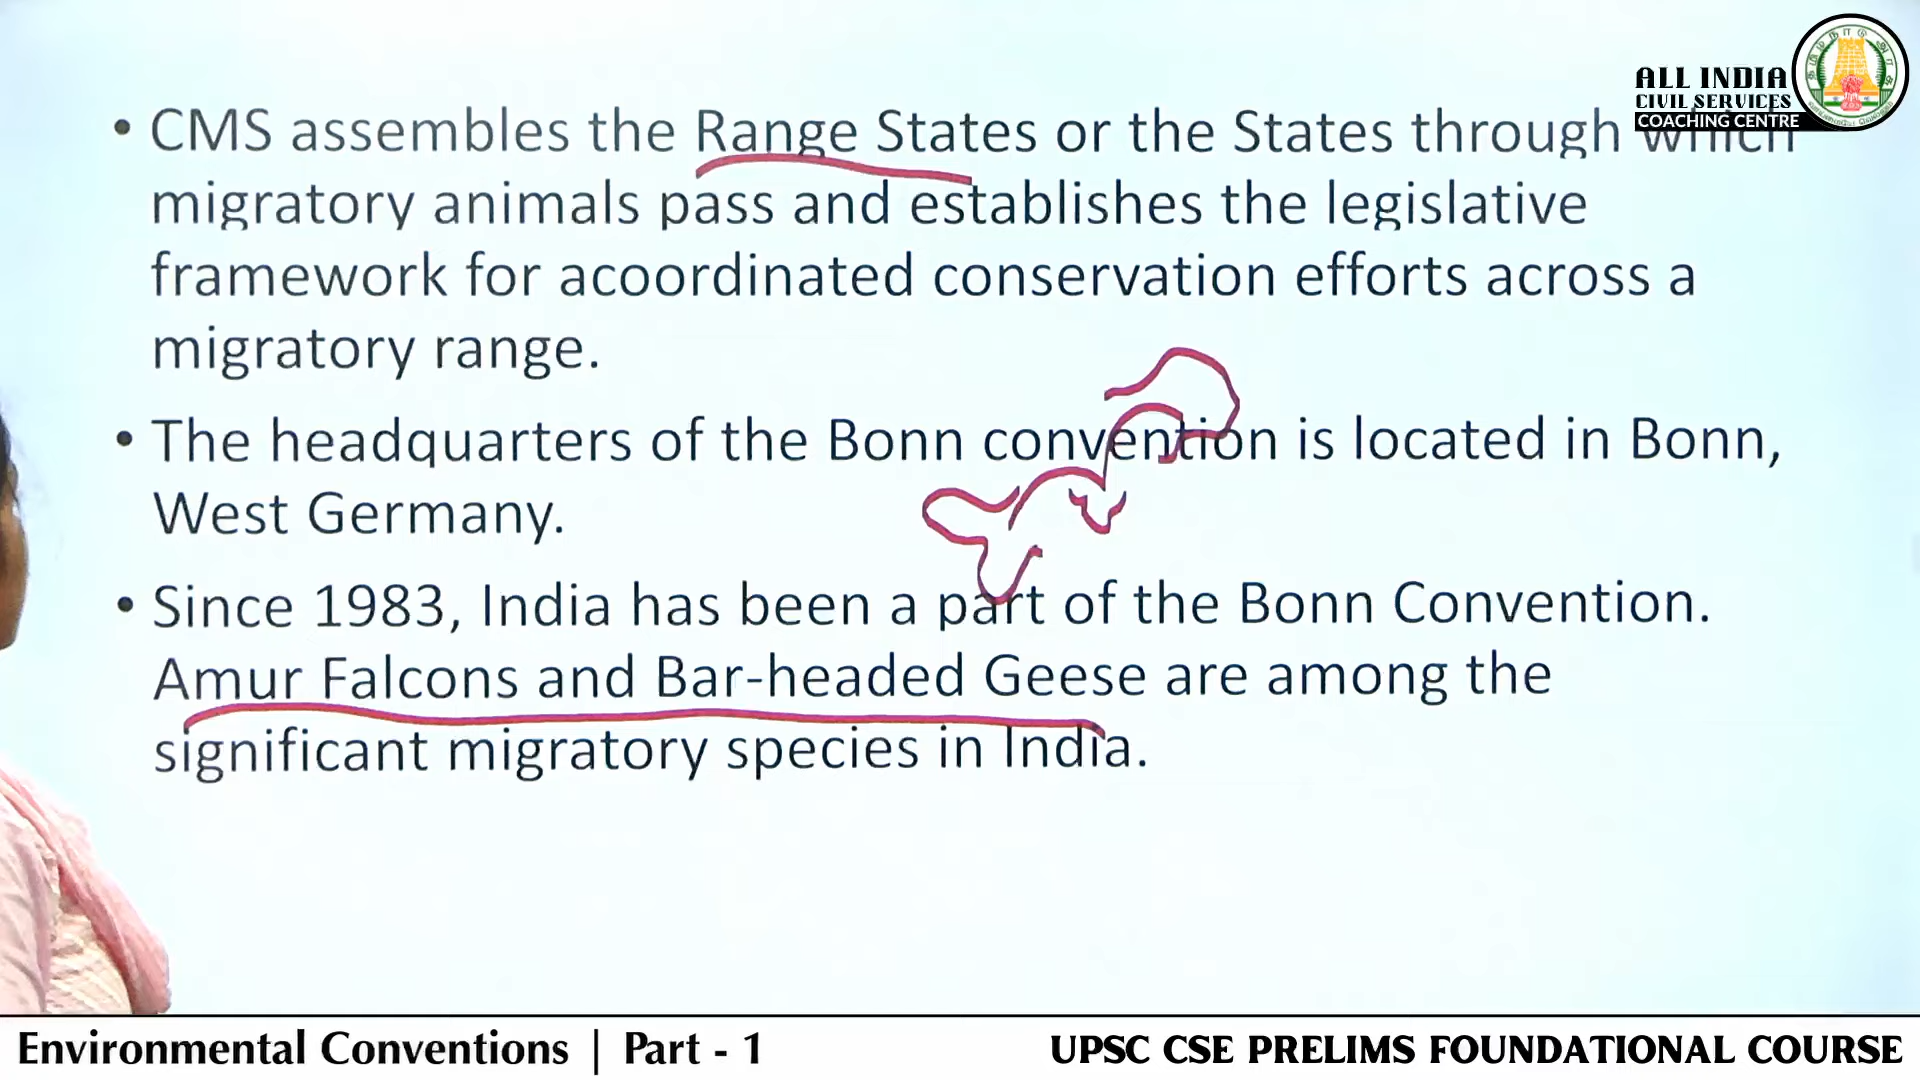 ALL INDIA
CIVIL SERVICES
COACHING CENTRE
• CMS assembles the Range States or the States through which
migratory animals pass and establishes the legislative
framework for acoordinated conservation efforts across a
migratory range.
• The headquarters of the Bonn convention is located in Bonn,
West Germany.
• Since 1983, India has been a part of the Bonn Convention.
Amur Falcons and Bar-headed Geese are among the
significant migratory species in India.
Environmental Conventions | Part - 1
UPSC CSE PRELIMS FOUNDATIONAL COURSE